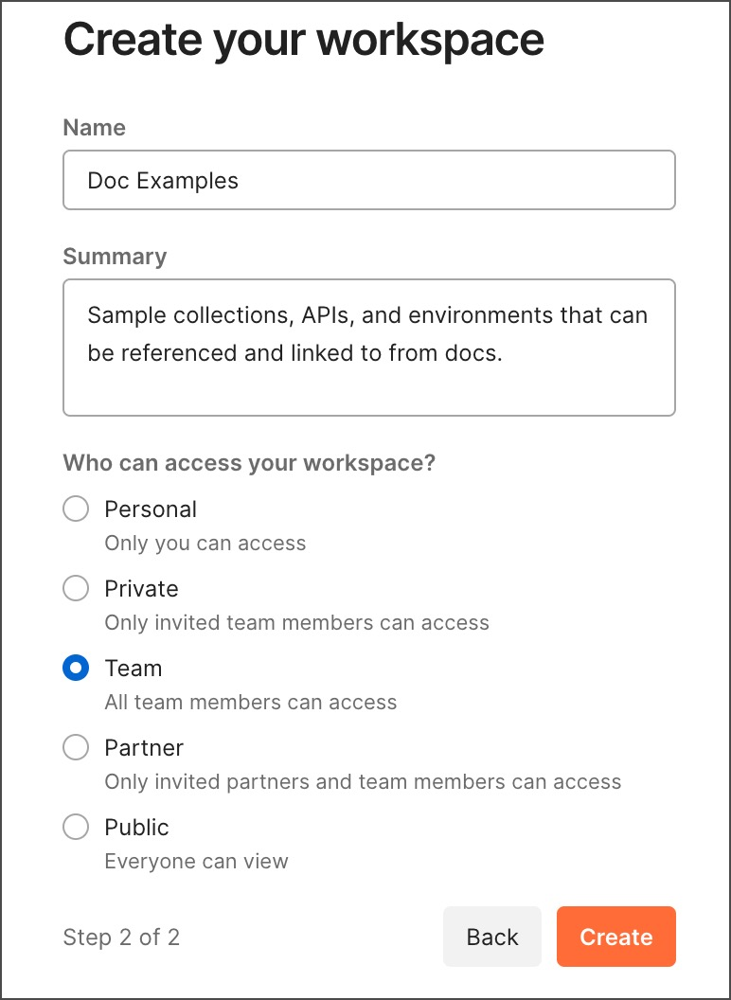 Create your workspace
Name
Doc Examples
Summary
Sample collections, APIs, and environments that can
be referenced and linked to from docs.
Who can access your workspace?
Personal
Only you can access
Private
Only invited team members can access
Team
All team members can access
Partner
Only invited partners and team members can access
Public
Everyone can view
Step 2 of 2
Back
Create